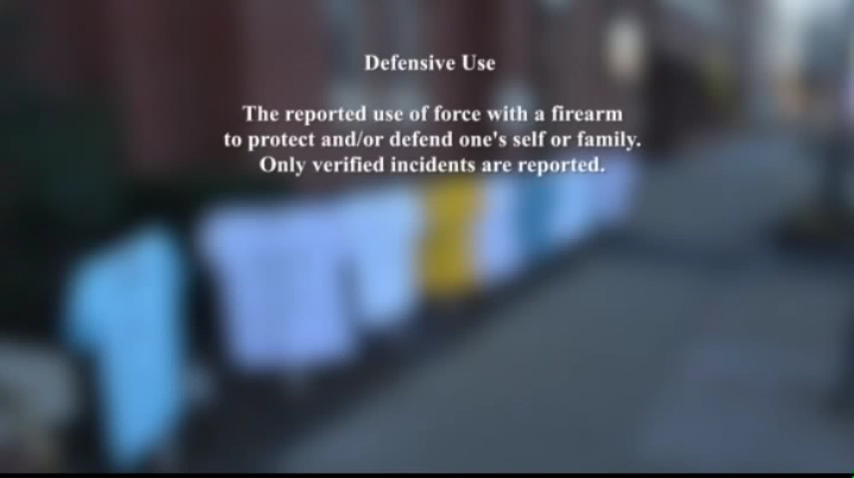 Defensive Use
The reported use of force with a firearm
to protect and/or defend one's self or family.
Only verified incidents are reported.